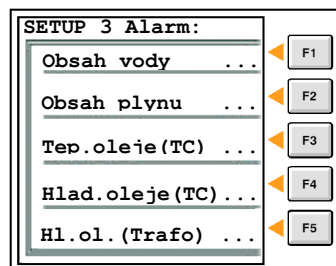 SETUP 3 Alarm:
Obsah vody ... F1
Obsah plynu ... F2
Tep.oleje(TC) ... F3
Hlad.oleje(TC)... F4
Hl.ol.(Trafo) ... F5